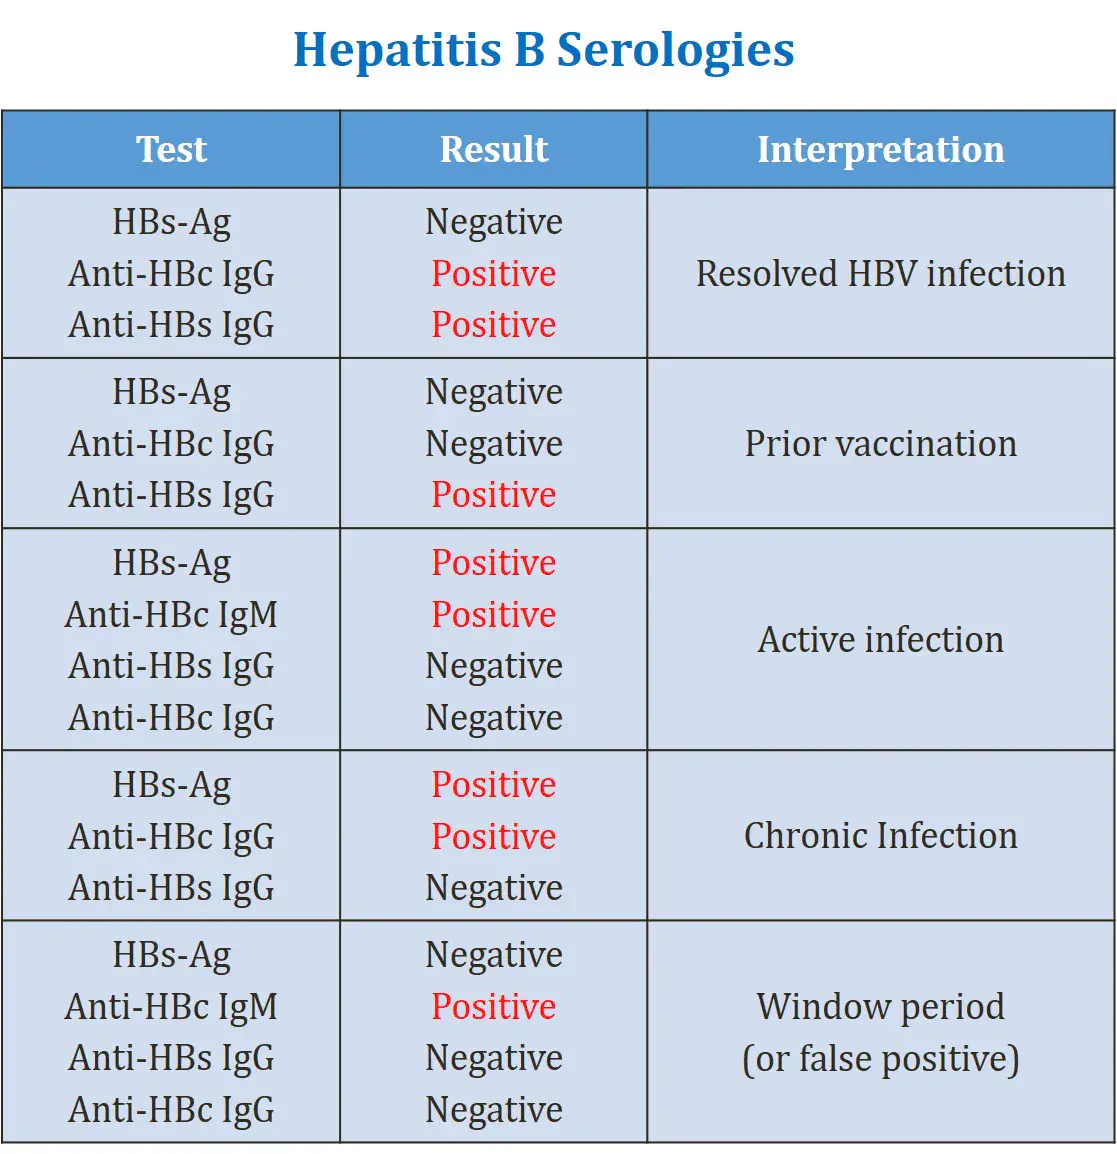 Hepatitis B Serologies
Test Result Interpretation
HBs-Ag Negative
Anti-HBc IgG Positive Resolved HBV infection
Anti-HBs IgG Positive
HBs-Ag Negative
Anti-HBc IgG Negative Prior vaccination
Anti-HBs IgG Positive
HBs-Ag Positive
Anti-HBc IgM Positive
Active infection
Anti-HBs IgG Negative
Anti-HBc IgG Negative
HBs-Ag Positive
Anti-HBc IgG Positive Chronic Infection
Anti-HBs IgG Negative
HBs-Ag Negative
Anti-HBc IgM Positive Window period
Anti-HBs IgG Negative (or false positive)
Anti-HBc IgG Negative